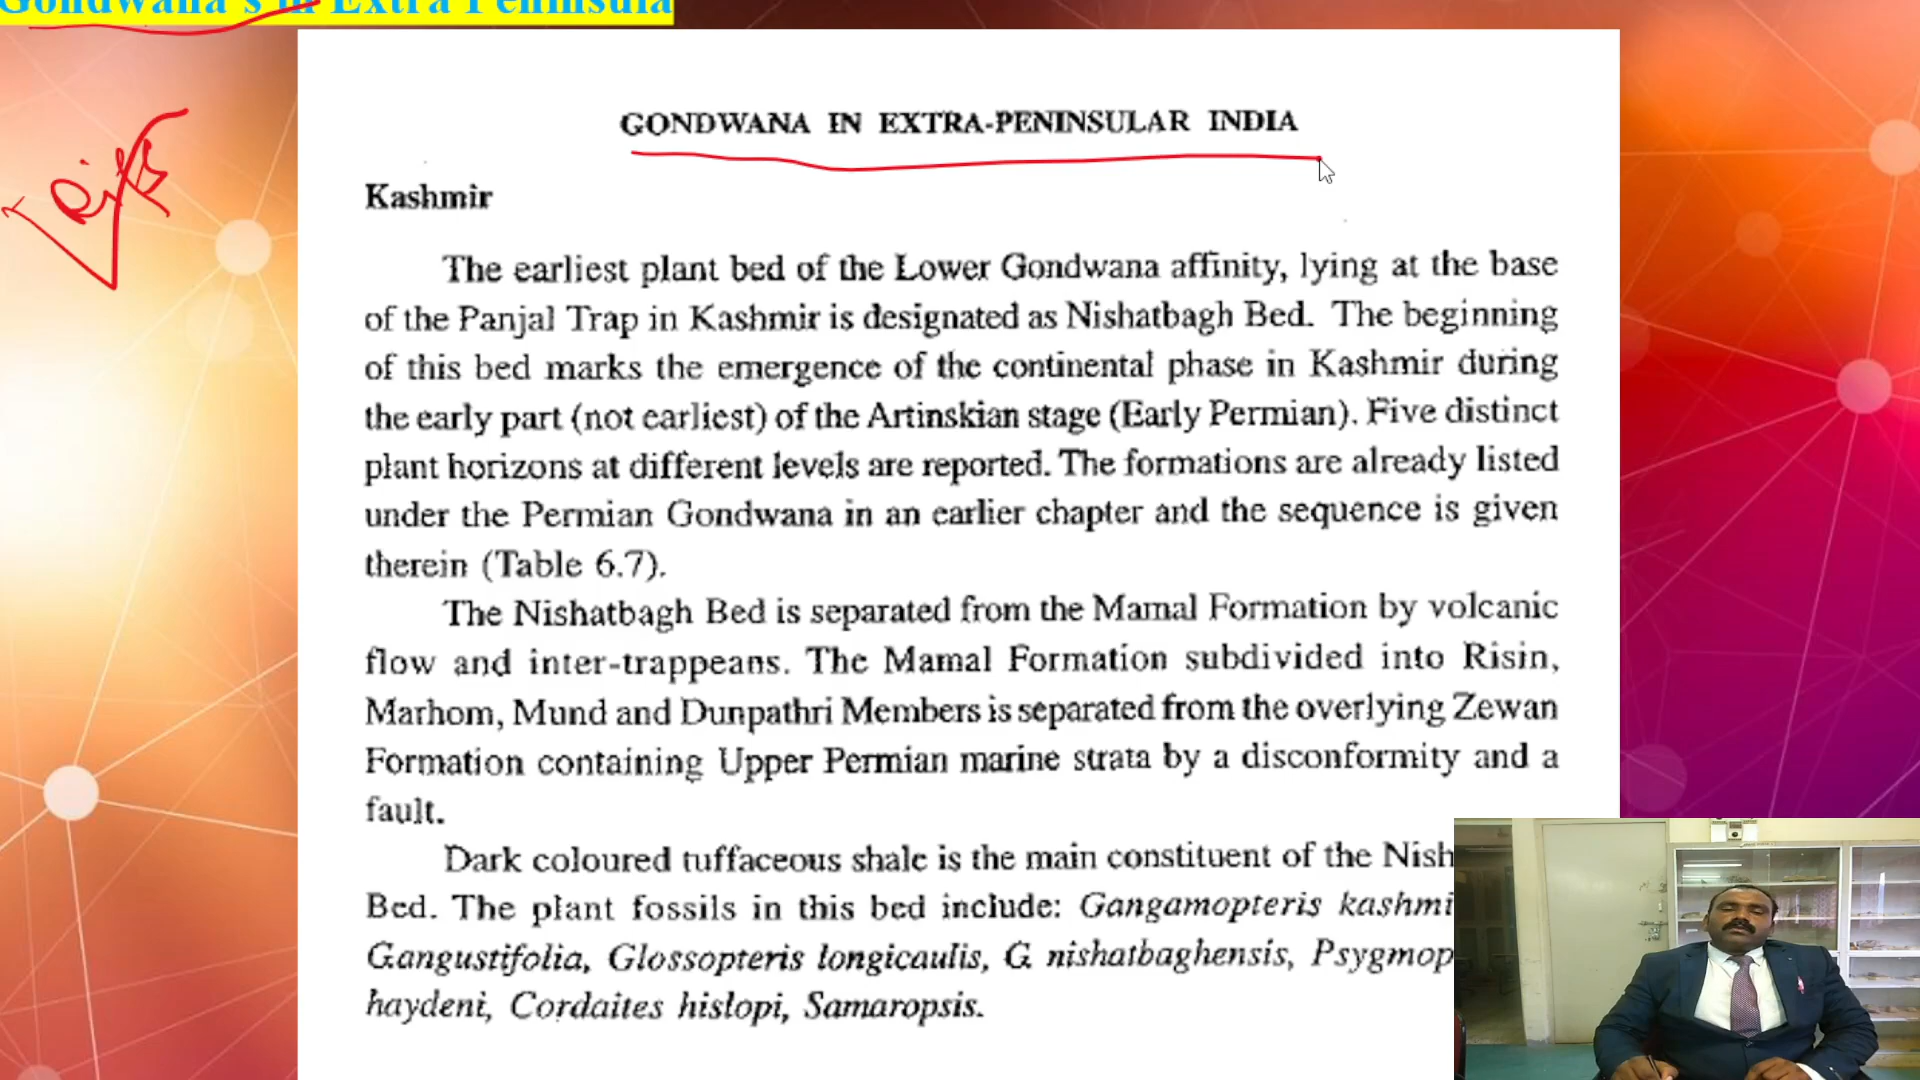 Gondwana's in Extra Peninsula
GONDWANA IN EXTRA-PENINSULAR INDIA
Kashmir
The earliest plant bed of the Lower Gondwana affinity, lying at the base
of the Panjal Trap in Kashmir is designated as Nishatbagh Bed. The beginning
of this bed marks the emergence of the continental phase in Kashmir during
the early part (not earliest) of the Artinskian stage (Early Permian). Five distinct
plant horizons at different levels are reported. The formations are already listed
under the Permian Gondwana in an earlier chapter and the sequence is given
therein (Table 6.7).
The Nishatbagh Bed is separated from the Mamal Formation by volcanic
flow and inter-trappeans. The Mamal Formation subdivided into Risin,
Marhom, Mund and Dunpathri Members is separated from the overlying Zewan
Formation containing Upper Permian marine strata by a disconformity and a
fault.
Dark coloured tuffaceous shale is the main constituent of the Nish
Bed. The plant fossils in this bed include: Gangamopteris kashmi
Gangustifolia, Glossopteris longicaulis, G. nishatbaghensis, Psygmop
haydeni, Cordaites hislopi, Samaropsis.